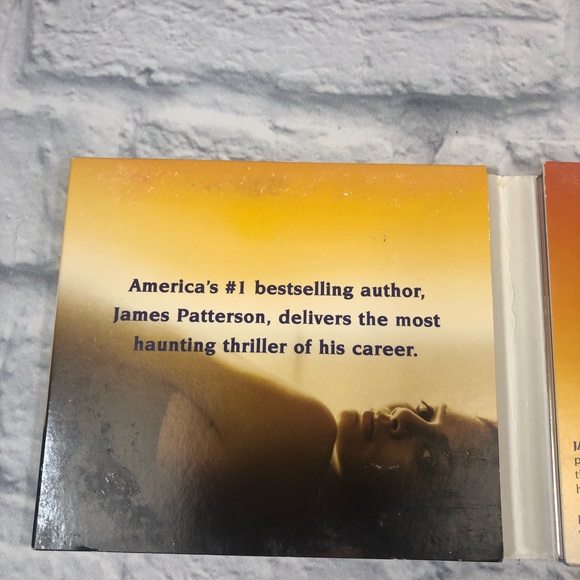 America's #1 bestselling author,
James Patterson, delivers the most
haunting thriller of his career.